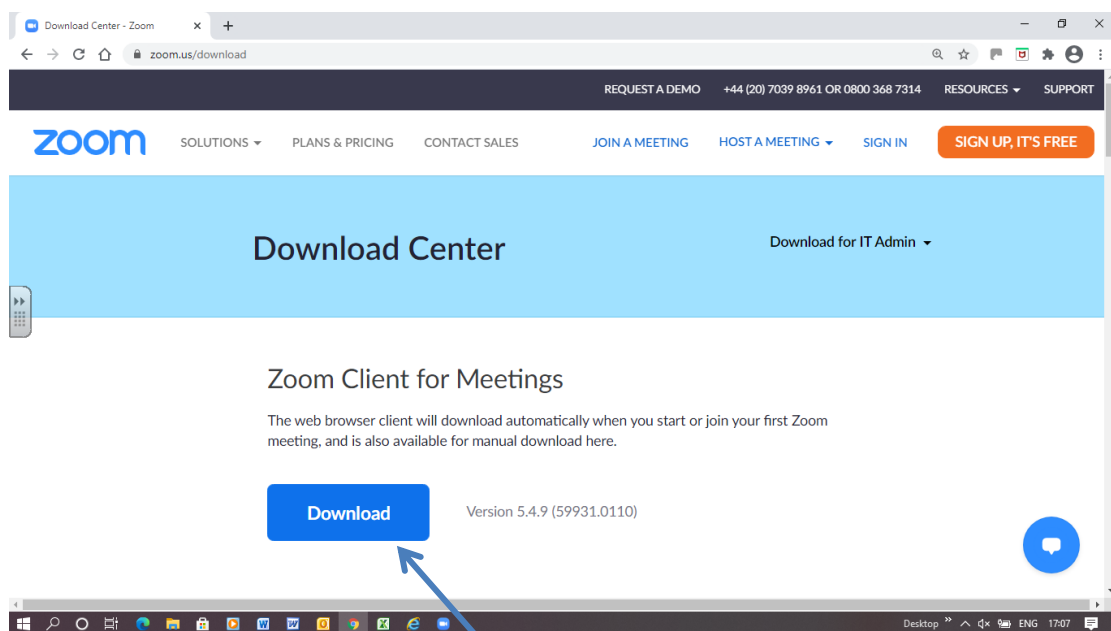 Download Center - Zoom
zoom.us/download
REQUEST A DEMO +44 (20) 7039 8961 OR 0800 368 7314 RESOURCES SUPPORT
zoom SOLUTIONS PLANS & PRICING CONTACT SALES JOIN A MEETING HOST A MEETING SIGN IN SIGN UP, IT'S FREE
Download Center Download for IT Admin
Zoom Client for Meetings
The web browser client will download automatically when you start or join your first Zoom
meeting, and is also available for manual download here.
Download Version 5.4.9 (59931.0110)
Desktop ENG 17:07